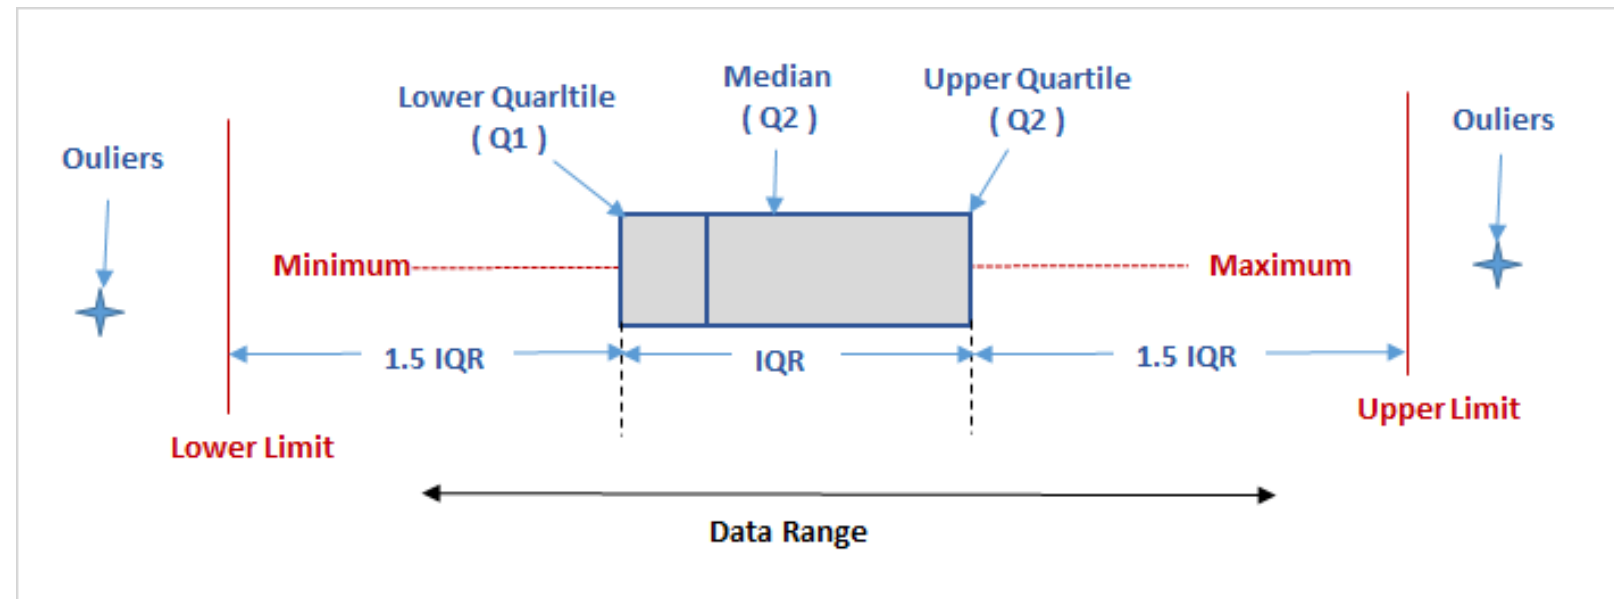 Median
( Q2 )
Upper Quartile
( Q2 )
Lower Quarltile
( Q1 )
Ouliers
Ouliers
Minimum
Maximum
1.5 IQR
IQR
1.5 IQR
Lower Limit
Upper Limit
Data Range